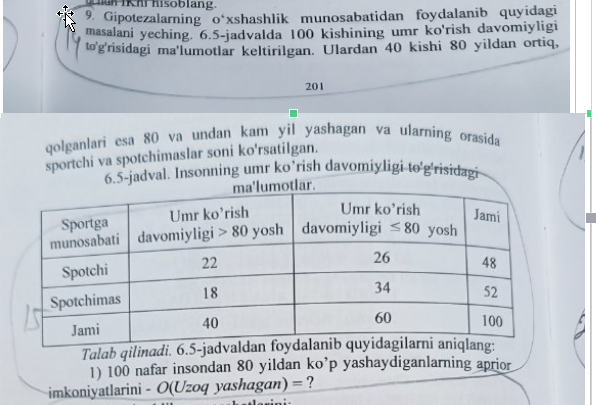 9. Gipotezalarning o‘xshashlik munosabatidan foydalanib quyidagi
masalani yeching. 6.5-jadvalda 100 kishining umr ko'rish davomiyligi
to'g'risidagi ma'lumotlar keltirilgan. Ulardan 40 kishi 80 yildan ortiq,
201
qolganlari esa 80 va undan kam yil yashagan va ularning orasida
sportchi va spotchimaslar soni ko'rsatilgan.
6.5-jadval. Insonning umr ko’rish davomiyligi to'g'risidagi
ma'lumotlar.
Sportga munosabati | Umr ko’rish davomiyligi > 80 yosh | Umr ko’rish davomiyligi ≤ 80 yosh | Jami
Spotchi | 22 | 26 | 48
Spotchimas | 18 | 34 | 52
Jami | 40 | 60 | 100
Talab qilinadi. 6.5-jadvaldan foydalanib quyidagilarni aniqlang:
1) 100 nafar insondan 80 yildan ko’p yashaydiganlarning aprior
imkoniyatlarini - O(Uzoq yashagan) = ?